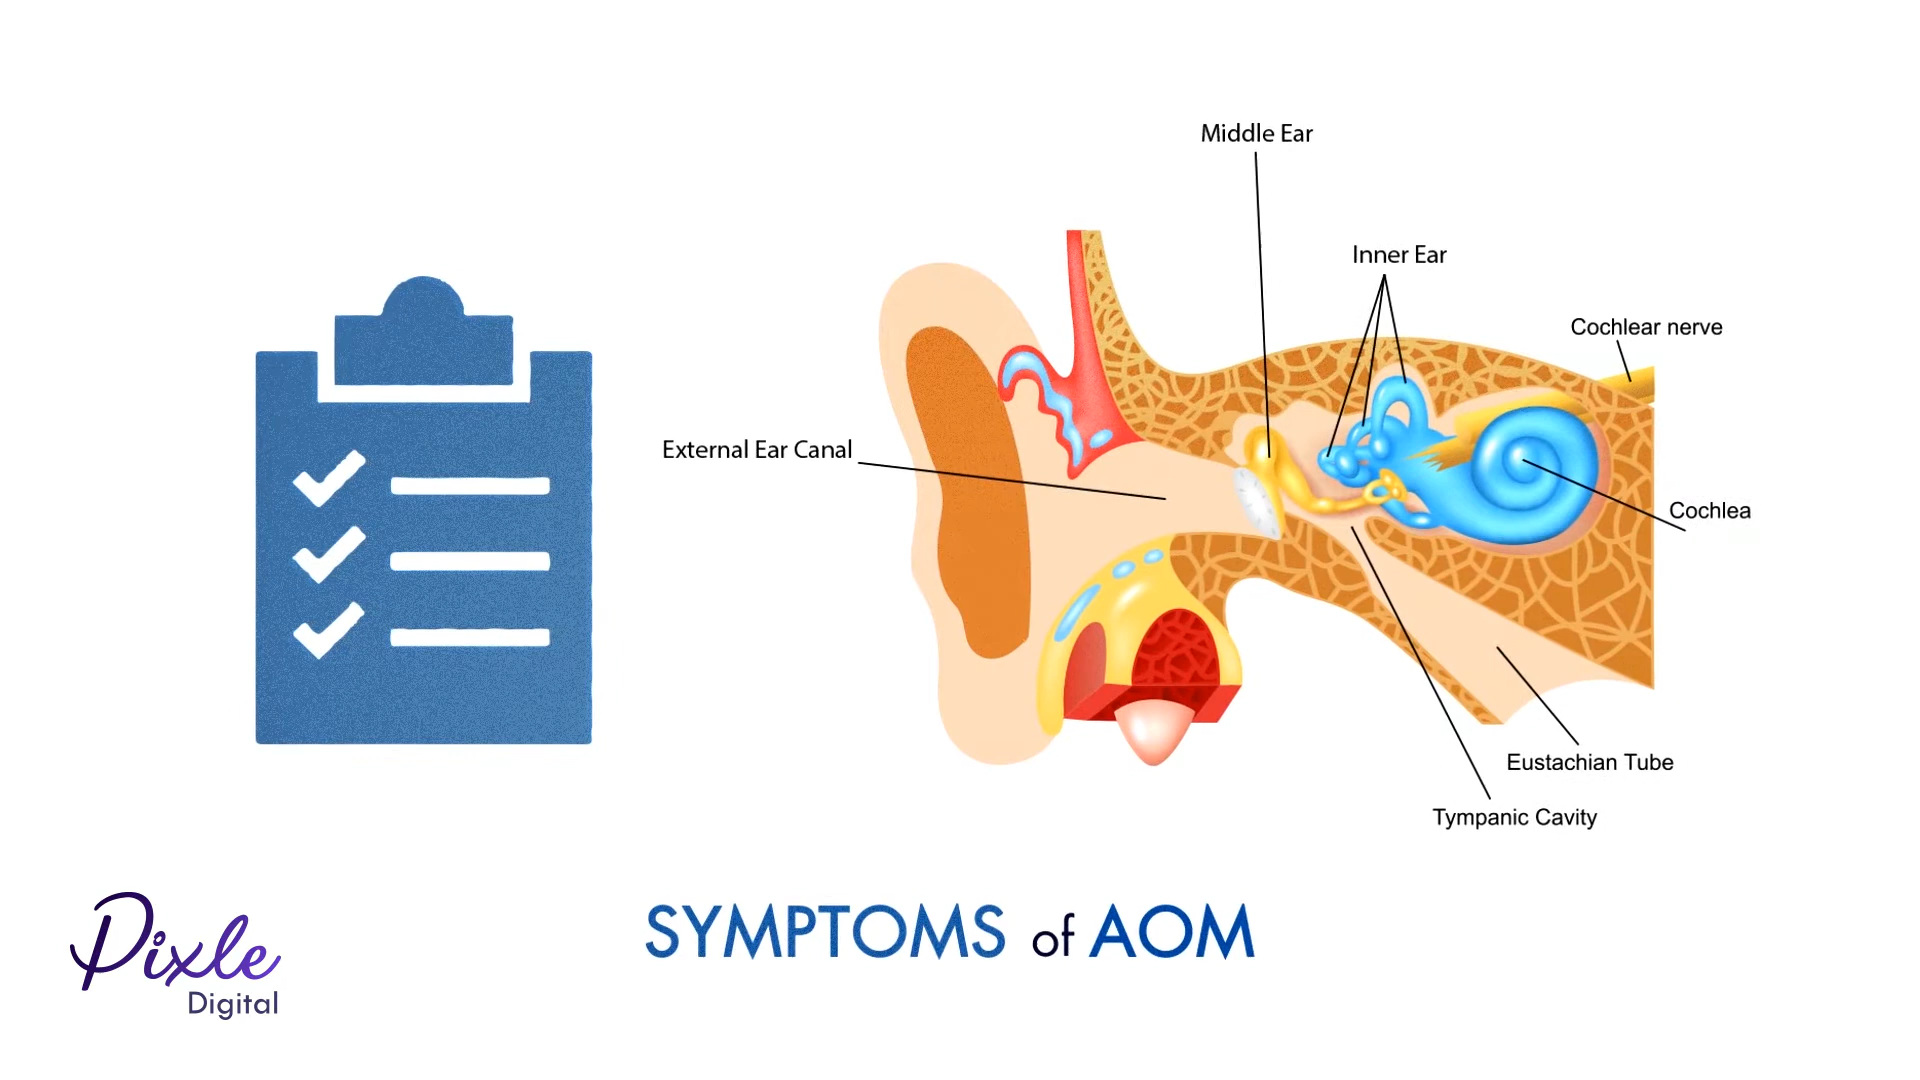 Middle Ear
Inner Ear
Cochlear nerve
External Ear Canal
Cochlea
Eustachian Tube
Tympanic Cavity
SYMPTOMS of AOM
Pixle
Digital